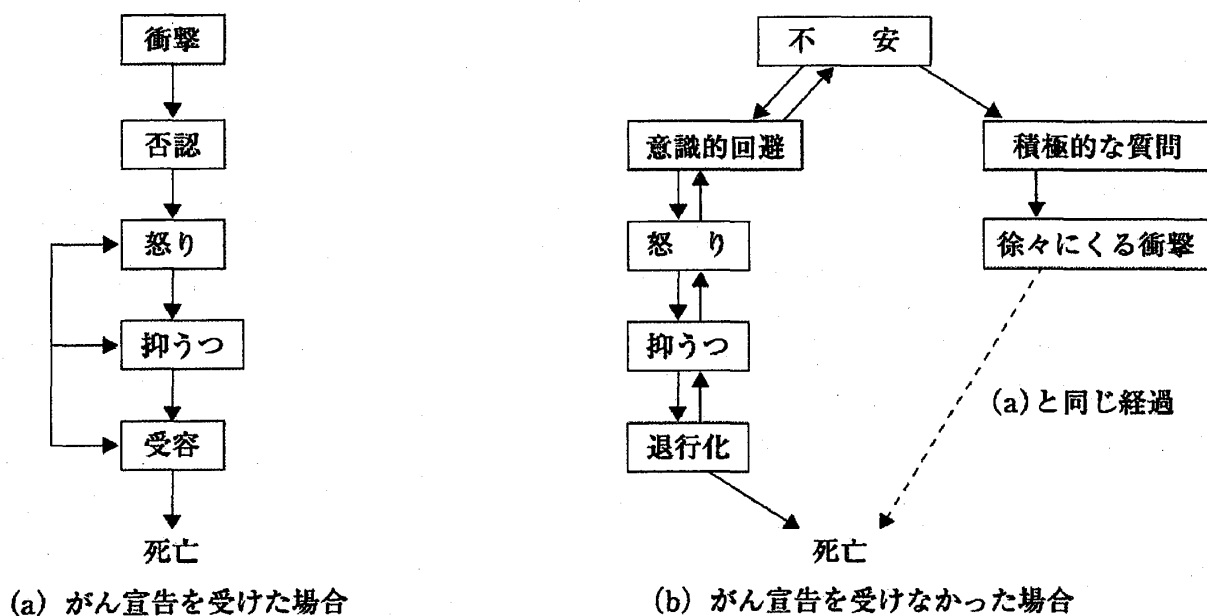 衝撃
否認
怒り
抑うつ
受容
死亡
(a) がん宣告を受けた場合
不 安
意識的回避
積極的な質問
怒 り
徐々にくる衝撃
抑うつ
(a)と同じ経過
退行化
死亡
(b) がん宣告を受けなかった場合